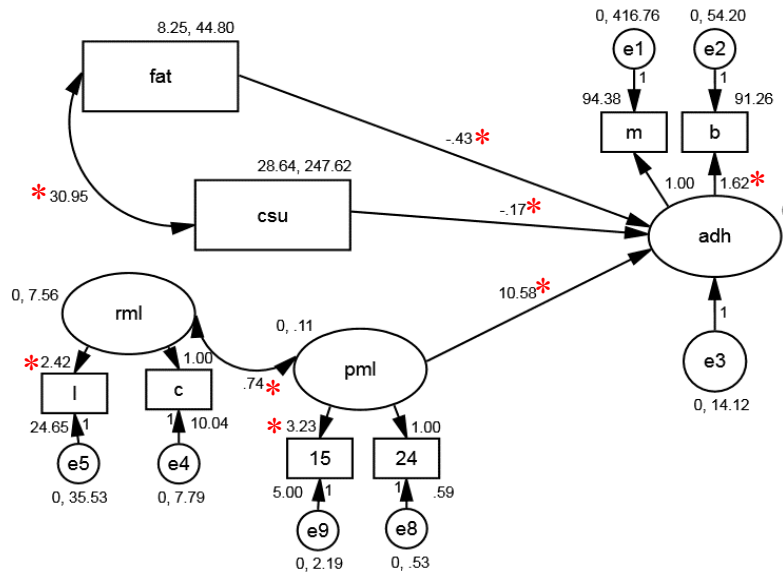 8.25, 44.80
fat
-.43*
* 30.95
28.64, 247.62
csu
-.17*
0, 416.76
e1
1
94.38
m
0, 54.20
e2
1
91.26
b
1.00
1.62*
adh
10.58*
1
e3
0, 14.12
0, 7.56
rml
* 2.42
1.00
l
c
24.65
1
1
10.04
e5
e4
0, 35.53
0, 7.79
.74*
0, .11
pml
* 3.23
1.00
15
24
5.00
1
1
.59
e9
e8
0, 2.19
0, .53